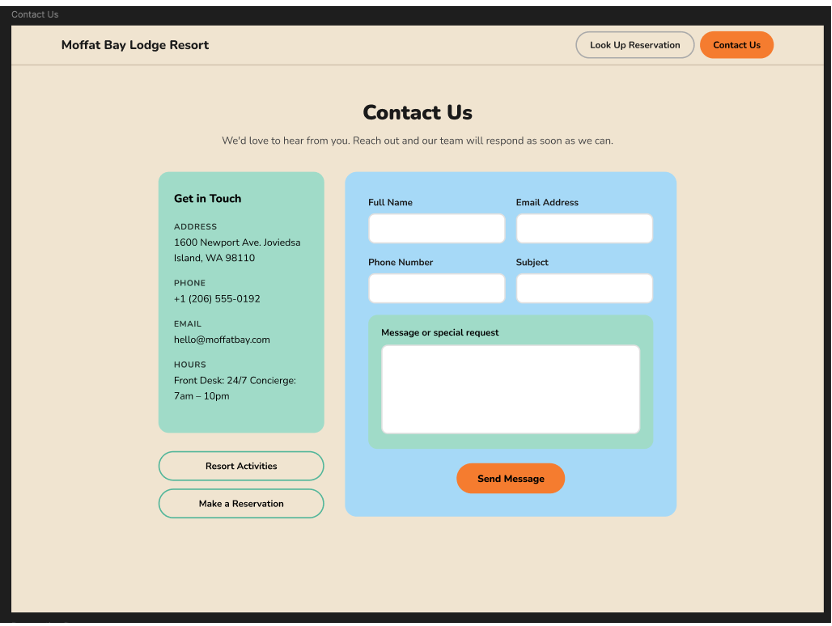 Contact Us
Moffat Bay Lodge Resort
Look Up Reservation
Contact Us
Contact Us
We'd love to hear from you. Reach out and our team will respond as soon as we can.
Get in Touch
ADDRESS
1600 Newport Ave. Joviedsa
Island, WA 98110
PHONE
+1 (206) 555-0192
EMAIL
hello@moffatbay.com
HOURS
Front Desk: 24/7 Concierge:
7am – 10pm
Resort Activities
Make a Reservation
Full Name
Email Address
Phone Number
Subject
Message or special request
Send Message